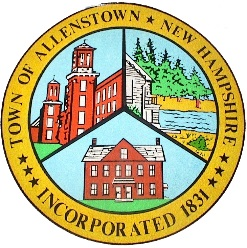 TOWN OF ALLENSTOWN ★ NEW HAMPSHIRE
★★★ INCORPORATED 1831 ★★★